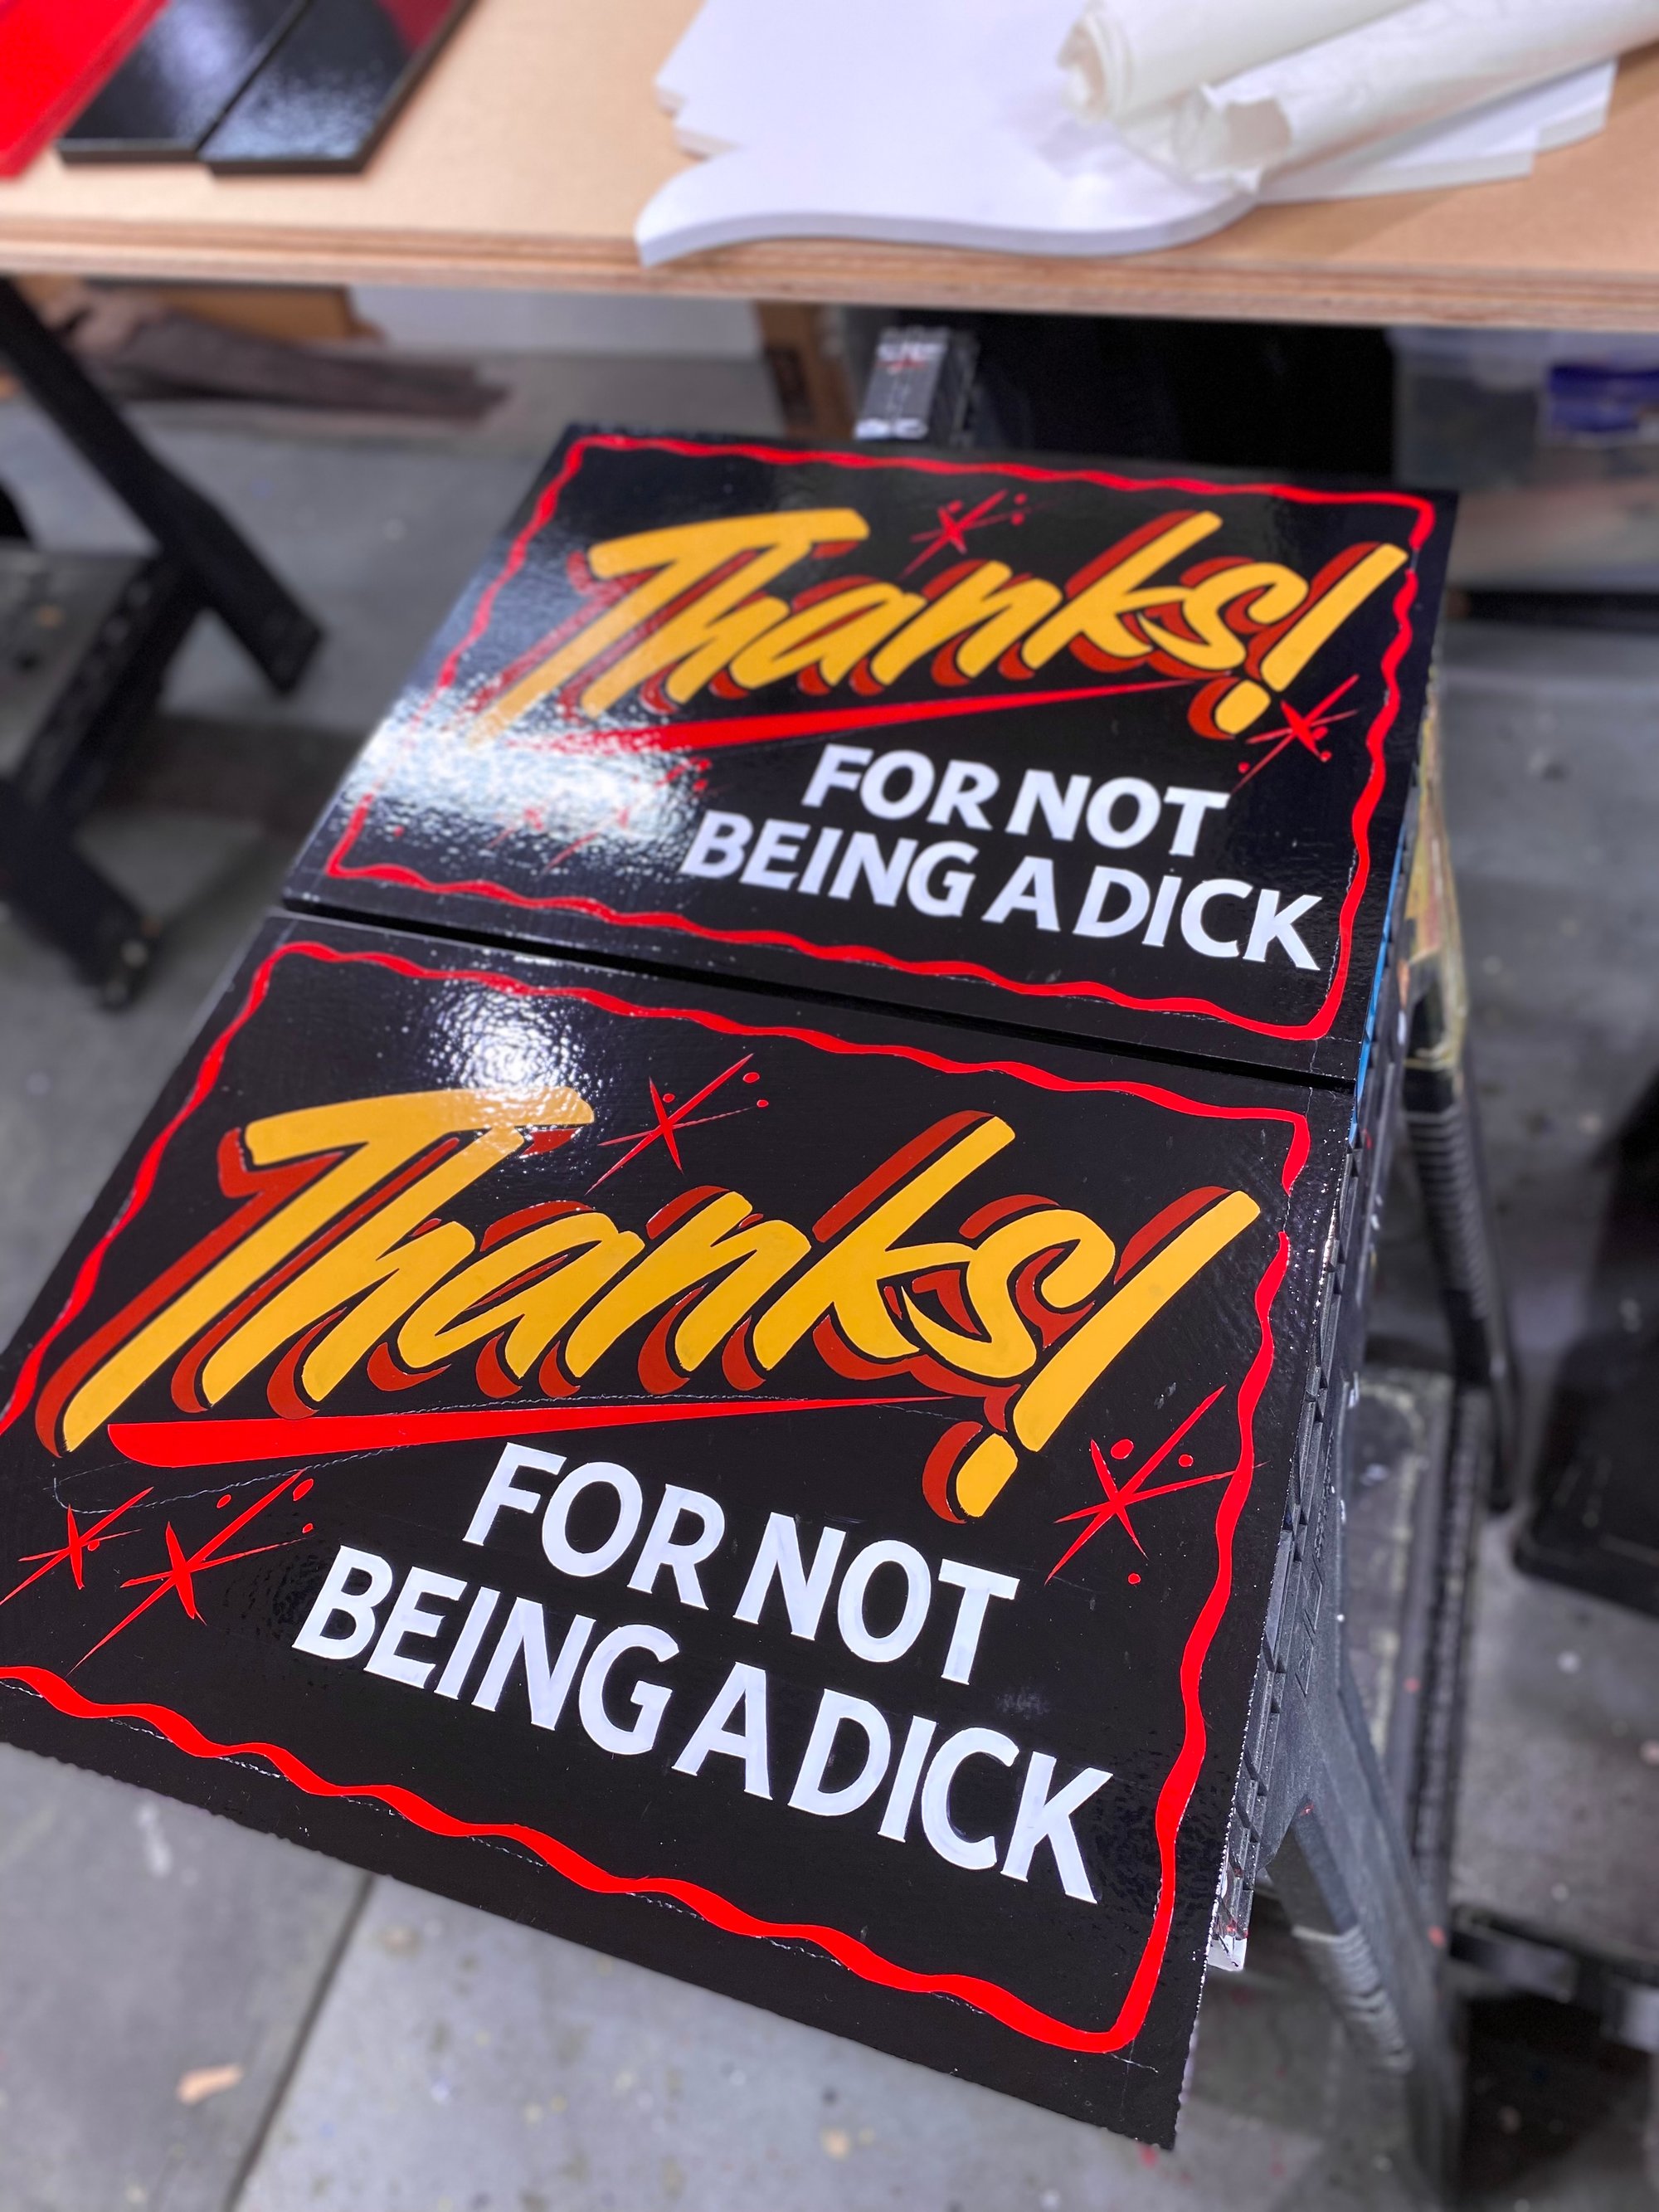 Thanks!
FOR NOT
BEING A DICK
Thanks!
FOR NOT
BEING A DICK